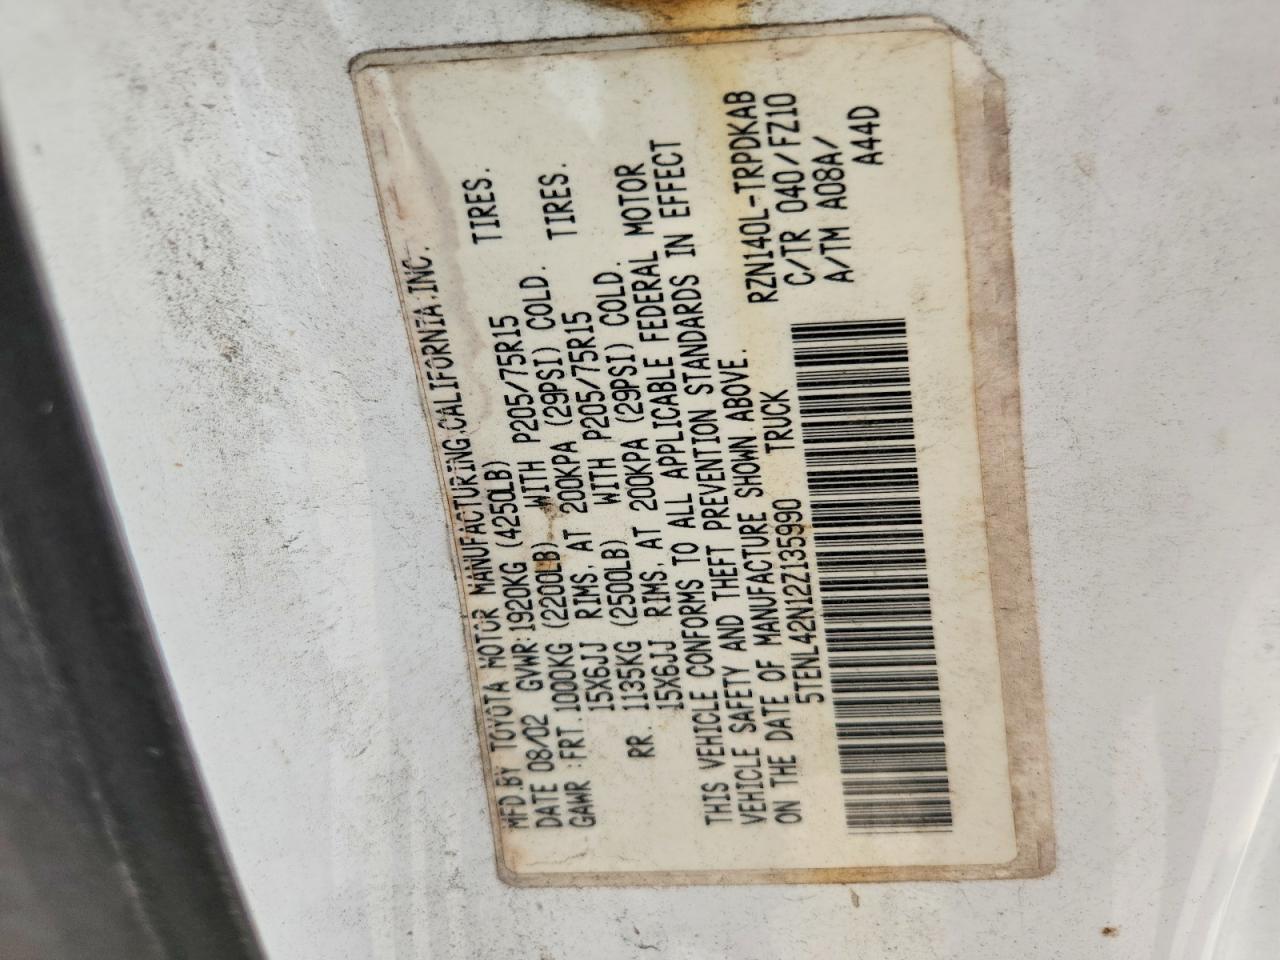 MFD.BY TOYOTA MOTOR MANUFACTURING,CALIFORNIA,INC.
DATE 08/02 GVWR:1920KG (4250LB)
GAWR :FRT.1000KG (2200LB) WITH P205/75R15 TIRES.
15X6JJ RIMS, AT 200KPA (29PSI) COLD.
RR. 1135KG (2500LB) WITH P205/75R15 TIRES.
15X6JJ RIMS, AT 200KPA (29PSI) COLD.
THIS VEHICLE CONFORMS TO ALL APPLICABLE FEDERAL MOTOR
VEHICLE SAFETY AND THEFT PREVENTION STANDARDS IN EFFECT
ON THE DATE OF MANUFACTURE SHOWN ABOVE.
5TENL42N12Z135990 TRUCK
RZN140L-TRPDKAB
C/TR 040/FZ10
A/TM A08A/
A44D